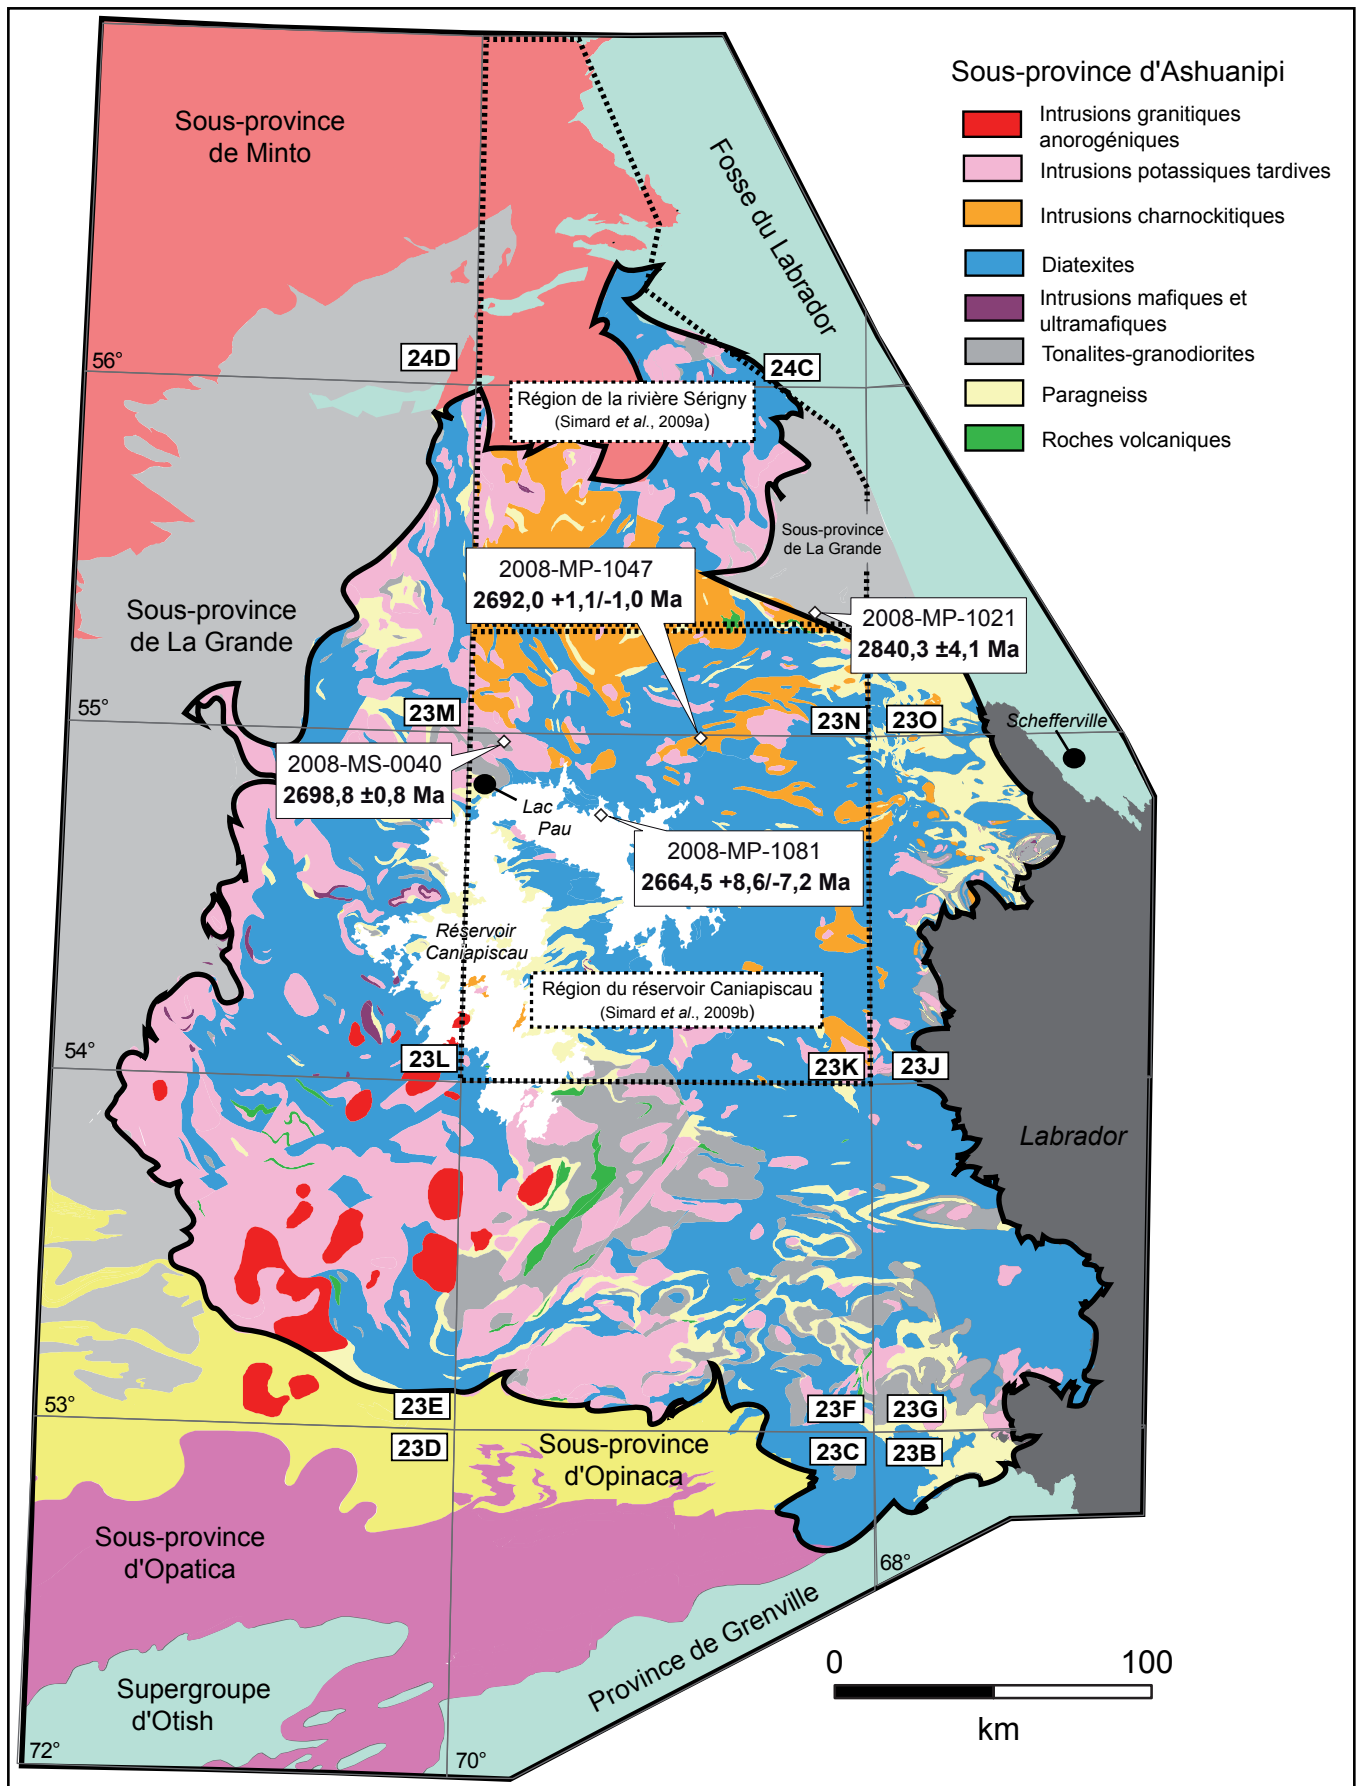 Sous-province d'Ashuanipi
Intrusions granitiques
anorogéniques
Intrusions potassiques tardives
Intrusions charnockitiques
Diatexites
Intrusions mafiques et
ultramafiques
Tonalites-granodiorites
Paragneiss
Roches volcaniques
Sous-province
de Minto
Fosse du Labrador
56°
24D
24C
Région de la rivière Sérigny
(Simard et al., 2009a)
Sous-province
de La Grande
2008-MP-1047
2692,0 +1,1/-1,0 Ma
Sous-province
de La Grande
2008-MP-1021
2840,3 ±4,1 Ma
55°
23M
23N
23O
Schefferville
2008-MS-0040
2698,8 ±0,8 Ma
Lac
Pau
2008-MP-1081
2664,5 +8,6/-7,2 Ma
Réservoir
Caniapiscau
Région du réservoir Caniapiscau
(Simard et al., 2009b)
54°
23L
23K
23J
Labrador
53°
23E
23F
23G
23D
23C
23B
Sous-province
d'Opinaca
Sous-province
d'Opatica
68°
Province de Grenville
Supergroupe
d'Otish
0
100
km
72°
70°